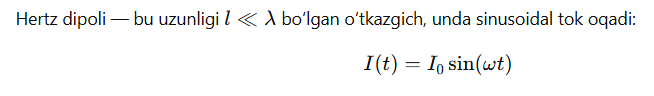 Hertz dipoli — bu uzunligi l ≪ λ bo‘lgan o‘tkazgich, unda sinusoidal tok oqadi:
I(t) = I₀ sin(ωt)